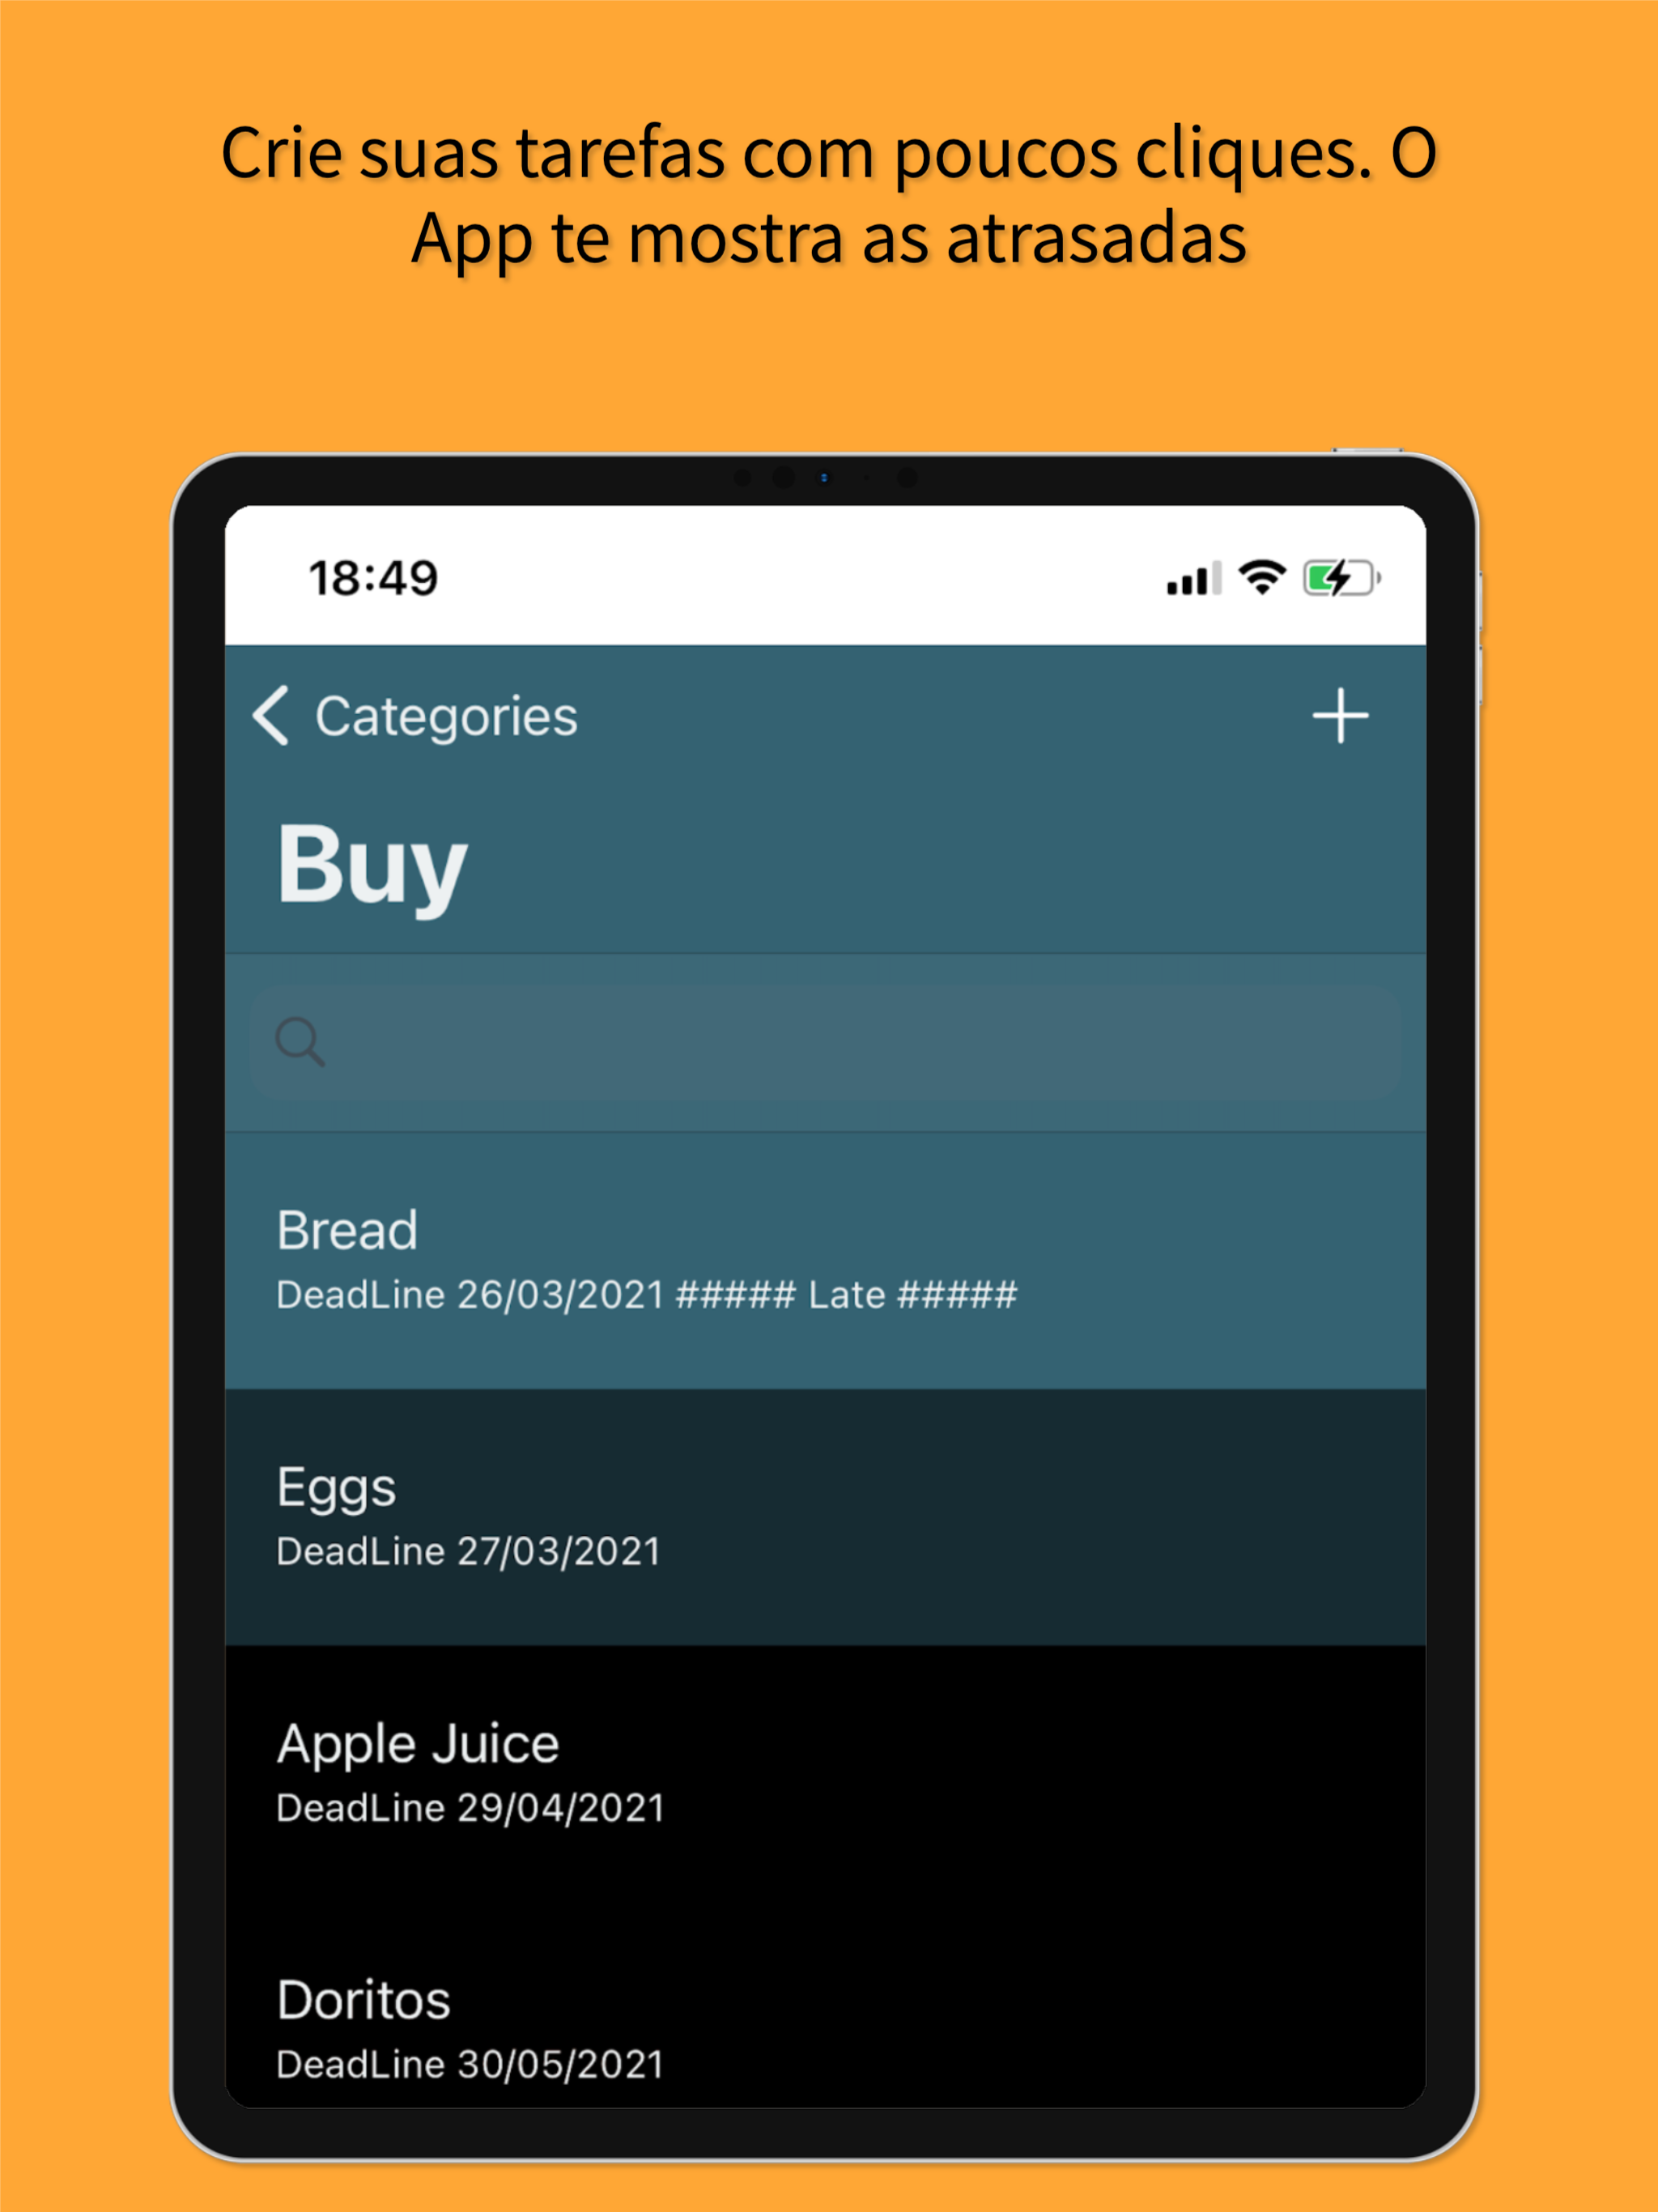 Crie suas tarefas com poucos cliques. O
App te mostra as atrasadas
18:49
Categories
Buy
Bread
DeadLine 26/03/2021 ##### Late #####
Eggs
DeadLine 27/03/2021
Apple Juice
DeadLine 29/04/2021
Doritos
DeadLine 30/05/2021